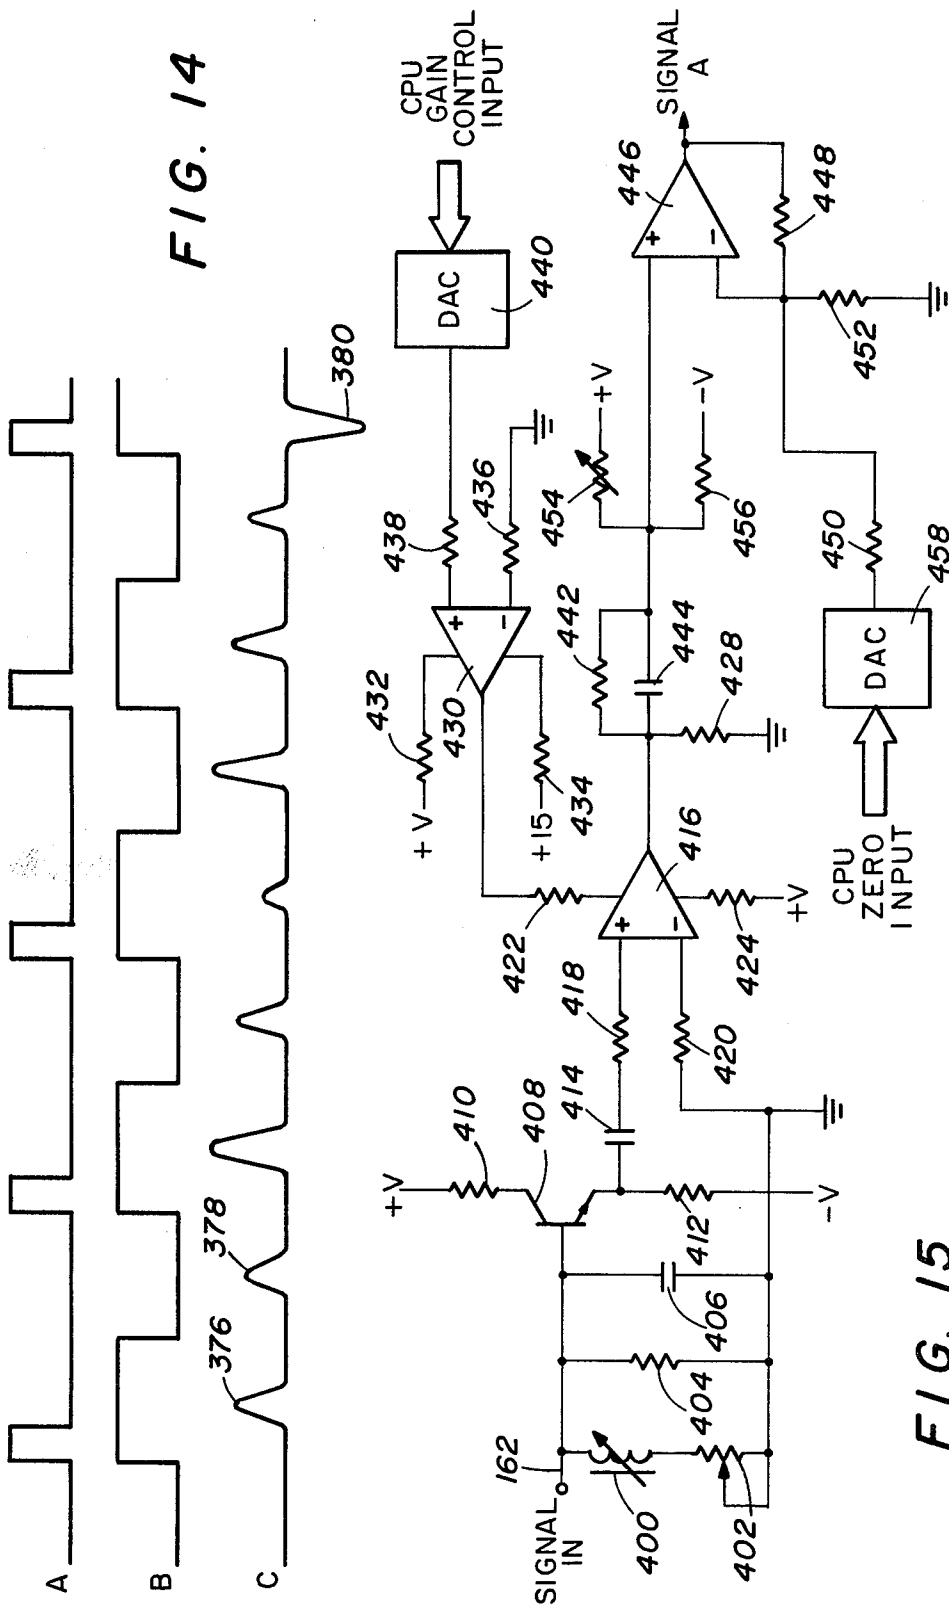 FIG. 14
A
B
C
376
378
380
FIG. 15
SIGNAL
IN
162
400
402
404
406
+V
410
408
412
-V
414
418
420
422
416
424
+V
+V
432
430
+15
434
438
436
DAC
440
CPU
GAIN
CONTROL
INPUT
442
444
428
454
+V
456
-V
446
SIGNAL
A
448
452
450
DAC
458
CPU
ZERO
INPUT